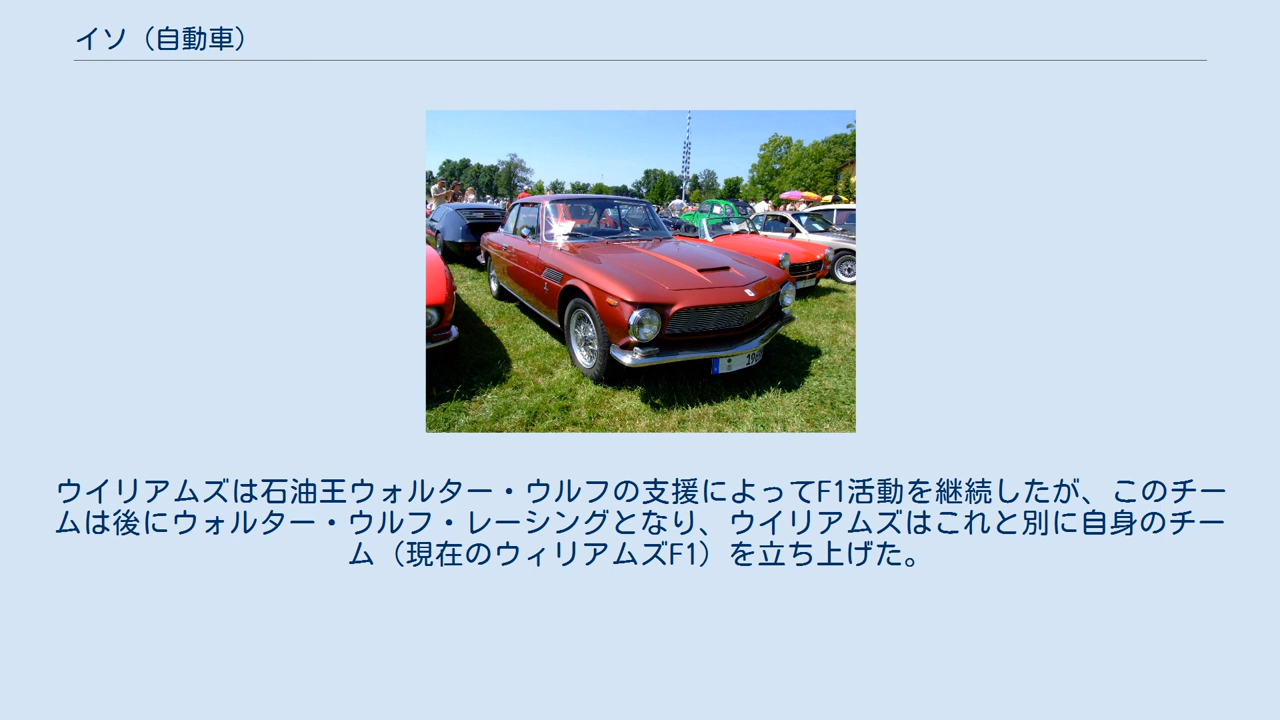 イソ（自動車）
ウイリアムズは石油王ウォルター・ウルフの支援によってF1活動を継続したが、このチー
ムは後にウォルター・ウルフ・レーシングとなり、ウイリアムズはこれと別に自身のチー
ム（現在のウィリアムズF1）を立ち上げた。